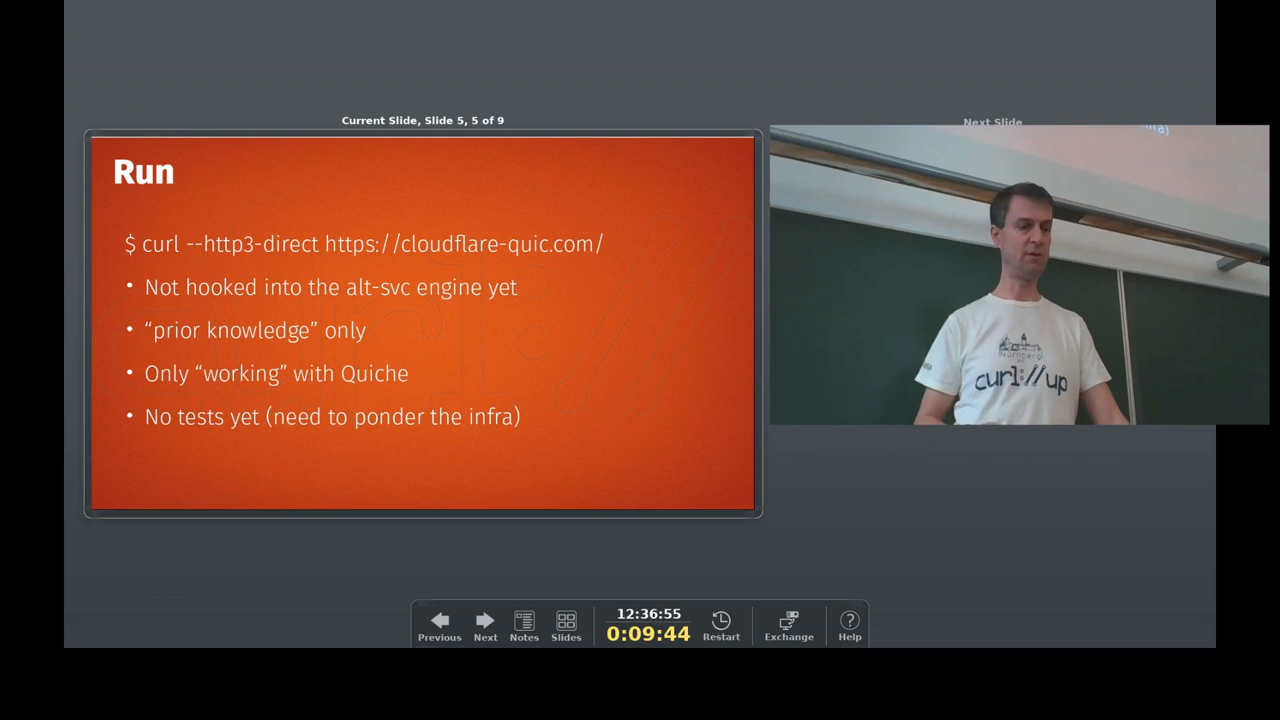 Current Slide, Slide 5, 5 of 9
Next Slide
Run
$ curl --http3-direct https://cloudflare-quic.com/
• Not hooked into the alt-svc engine yet
• “prior knowledge” only
• Only “working” with Quiche
• No tests yet (need to ponder the infra)
Nürnberg
curl://up
12:36:55
Previous Next Notes Slides 0:09:44 Restart Exchange Help